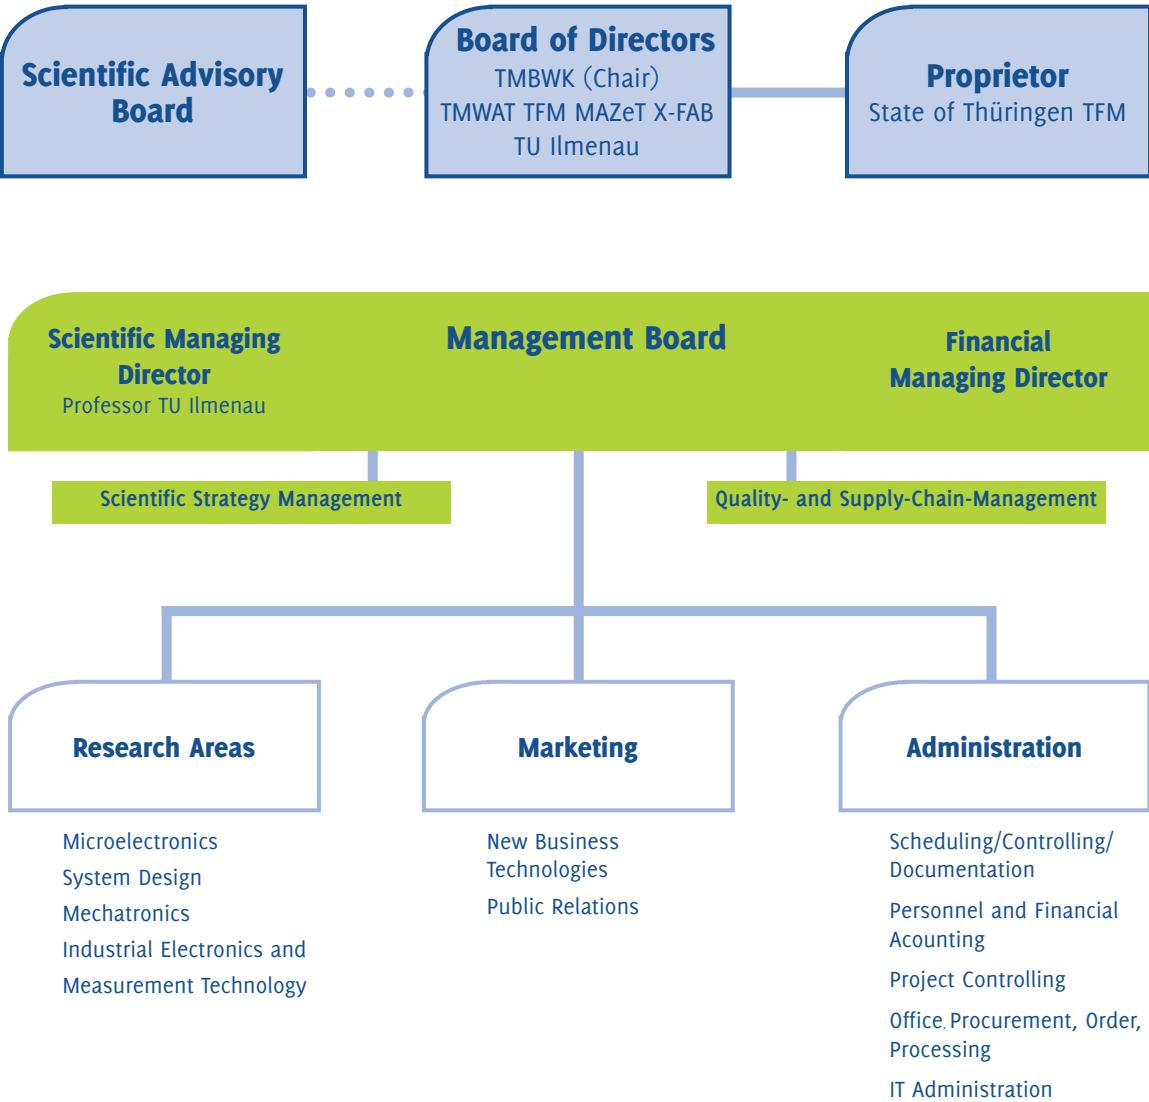 Scientific Advisory
Board
Board of Directors
TMBWK (Chair)
TMWAT TFM MAZeT X-FAB
TU Ilmenau
Proprietor
State of Thüringen TFM
Scientific Managing
Director
Professor TU Ilmenau
Management Board
Financial
Managing Director
Scientific Strategy Management
Quality- and Supply-Chain-Management
Research Areas
Microelectronics
System Design
Mechatronics
Industrial Electronics and
Measurement Technology
Marketing
New Business
Technologies
Public Relations
Administration
Scheduling/Controlling/
Documentation
Personnel and Financial
Acounting
Project Controlling
Office, Procurement, Order,
Processing
IT Administration